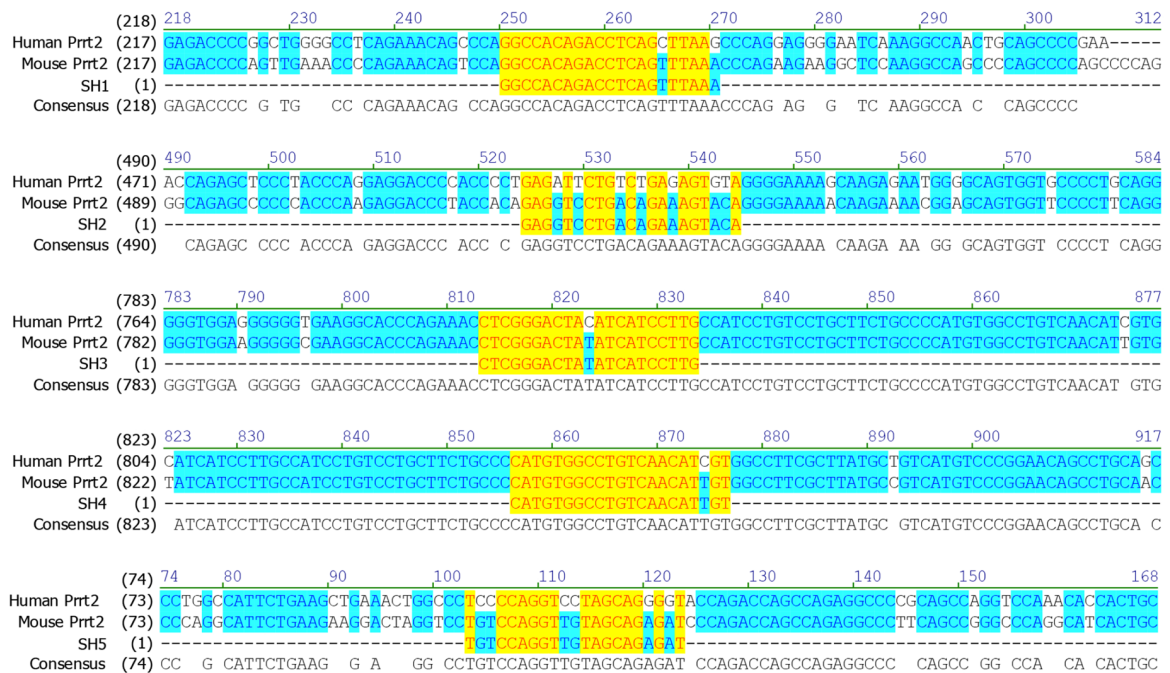 (218) 218 230 240 250 260 270 280 290 300 312
Human Prrt2 (217) GAGACCCCGGCTGGGGCCTCAGAAACAGCCCAGGCCACAGACCTCAGCTTAAGCCCAGGAGGGGAATCAAAGGCCAACTGCAGCCCCGAA-----
Mouse Prrt2 (217) GAGACCCCAGTTGAAACCCCAGAAACAGTCCAGGCCACAGACCTCAGTTTAAACCCAGAAGAAGGCTCCAAGGCCAGCCCCAGCCCCAGCCCCAG
SH1 (1) --------------------------------GGCCACAGACCTCAGTTTAAA------------------------------------------
Consensus (218) GAGACCCC G TG CC CAGAAACAG CCAGGCCACAGACCTCAGTTTAAACCCAG AG G TC AAGGCCA C CAGCCCC
(490) 490 500 510 520 530 540 550 560 570 584
Human Prrt2 (471) ACCAGAGCTCCCTACCCAGGAGGACCCCACCCCTGAGATTCTGTCTGAGAGTGTAGGGGAAAAGCAAGAGAATGGGGCAGTGGTGCCCCTGCAGG
Mouse Prrt2 (489) GGCAGAGCCCCCCACCCAAGAGGACCCTACCACAGAGGTCCTGACAGAAAGTACAGGGGAAAAACAAGAAAACGGAGCAGTGGTTCCCCTTCAGG
SH2 (1) ----------------------------------GAGGTCCTGACAGAAAGTACA----------------------------------------
Consensus (490) CAGAGC CCC ACCCA GAGGACCC ACC C GAGGTCCTGACAGAAAGTACAGGGGAAAA CAAGA AA GG GCAGTGGT CCCCT CAGG
(783) 783 790 800 810 820 830 840 850 860 877
Human Prrt2 (764) GGGTGGAGGGGGGTGAAGGCACCCAGAAACCTCGGGACTACATCATCCTTGCCATCCTGTCCTGCTTCTGCCCCATGTGGCCTGTCAACATCGTG
Mouse Prrt2 (782) GGGTGGAAGGGGGCGAAGGCACCCAGAAACCTCGGGACTATATCATCCTTGCCATCCTGTCCTGCTTCTGCCCCATGTGGCCTGTCAACATTGTG
SH3 (1) ------------------------------CTCGGGACTATATCATCCTTG--------------------------------------------
Consensus (783) GGGTGGA GGGGG GAAGGCACCCAGAAACCTCGGGACTATATCATCCTTGCCATCCTGTCCTGCTTCTGCCCCATGTGGCCTGTCAACAT GTG
(823) 823 830 840 850 860 870 880 890 900 917
Human Prrt2 (804) CATCATCCTTGCCATCCTGTCCTGCTTCTGCCCCATGTGGCCTGTCAACATCGTGGCCTTCGCTTATGCTGTCATGTCCCGGAACAGCCTGCAGC
Mouse Prrt2 (822) TATCATCCTTGCCATCCTGTCCTGCTTCTGCCCCATGTGGCCTGTCAACATTGTGGCCTTCGCTTATGCCGTCATGTCCCGGAACAGCCTGCAAC
SH4 (1) ---------------------------------CATGTGGCCTGTCAACATTGT-----------------------------------------
Consensus (823) ATCATCCTTGCCATCCTGTCCTGCTTCTGCCCCATGTGGCCTGTCAACATTGTGGCCTTCGCTTATGC GTCATGTCCCGGAACAGCCTGCA C
(74) 74 80 90 100 110 120 130 140 150 168
Human Prrt2 (73) CCTGGCCATTCTGAAGCTGAAACTGGCCCTCCCCCAGGTCCTAGCAGGGGTACCAGACCAGCCAGAGGCCCCGCAGCCAGGTCCAAACACCACTGC
Mouse Prrt2 (73) CCCAGGCATTCTGAAGAAGGACTAGGTCCTGTCCAGGTTGTAGCAGAGATCCCAGACCAGCCAGAGGCCCTTCAGCCGGGCCCAGGCATCACTGC
SH5 (1) -----------------------------TGTCCAGGTTGTAGCAGAGAT---------------------------------------------
Consensus (74) CC G CATTCTGAAG G A GG CCTGTCCAGGTTGTAGCAGAGAT CCAGACCAGCCAGAGGCCC CAGCC GG CCA CA CACTGC